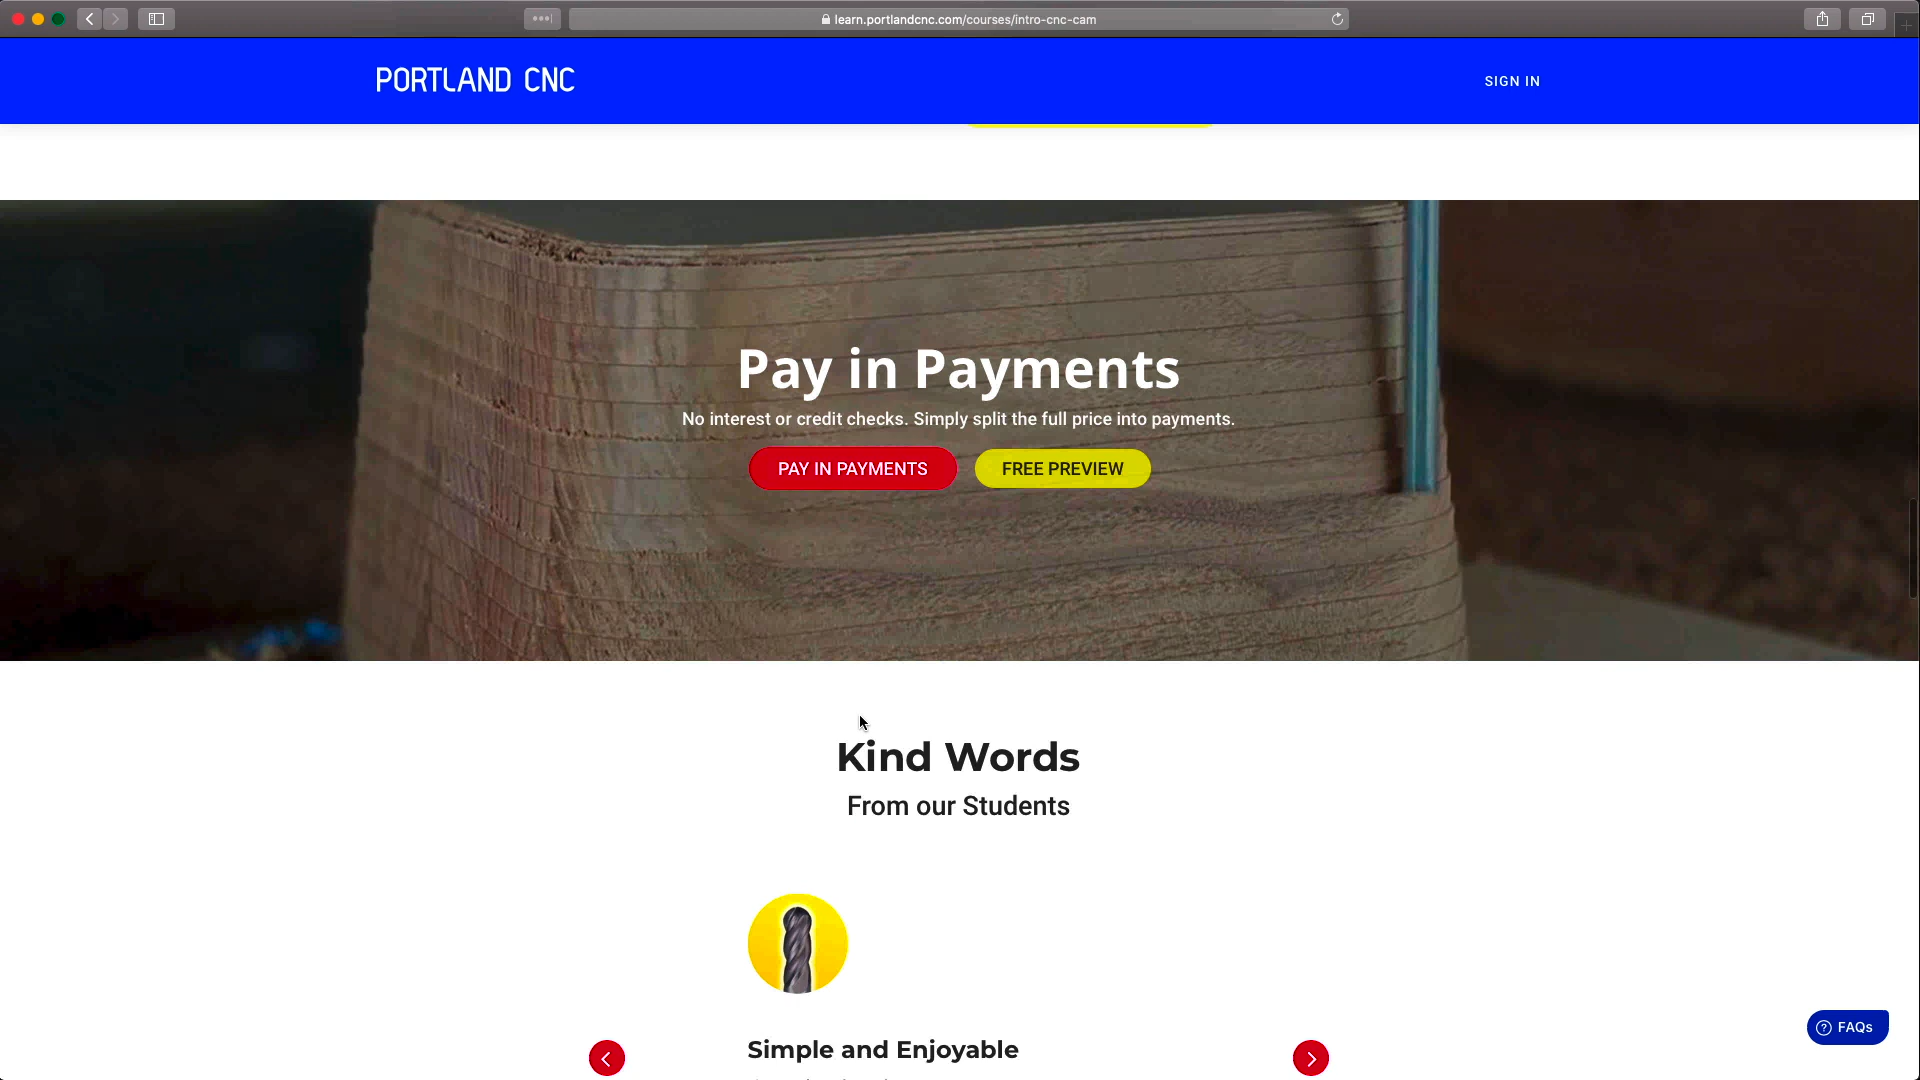 learn.portlandcnc.com/courses/intro-cnc-cam
PORTLAND CNC
SIGN IN
Pay in Payments
No interest or credit checks. Simply split the full price into payments.
PAY IN PAYMENTS
FREE PREVIEW
Kind Words
From our Students
Simple and Enjoyable
FAQs